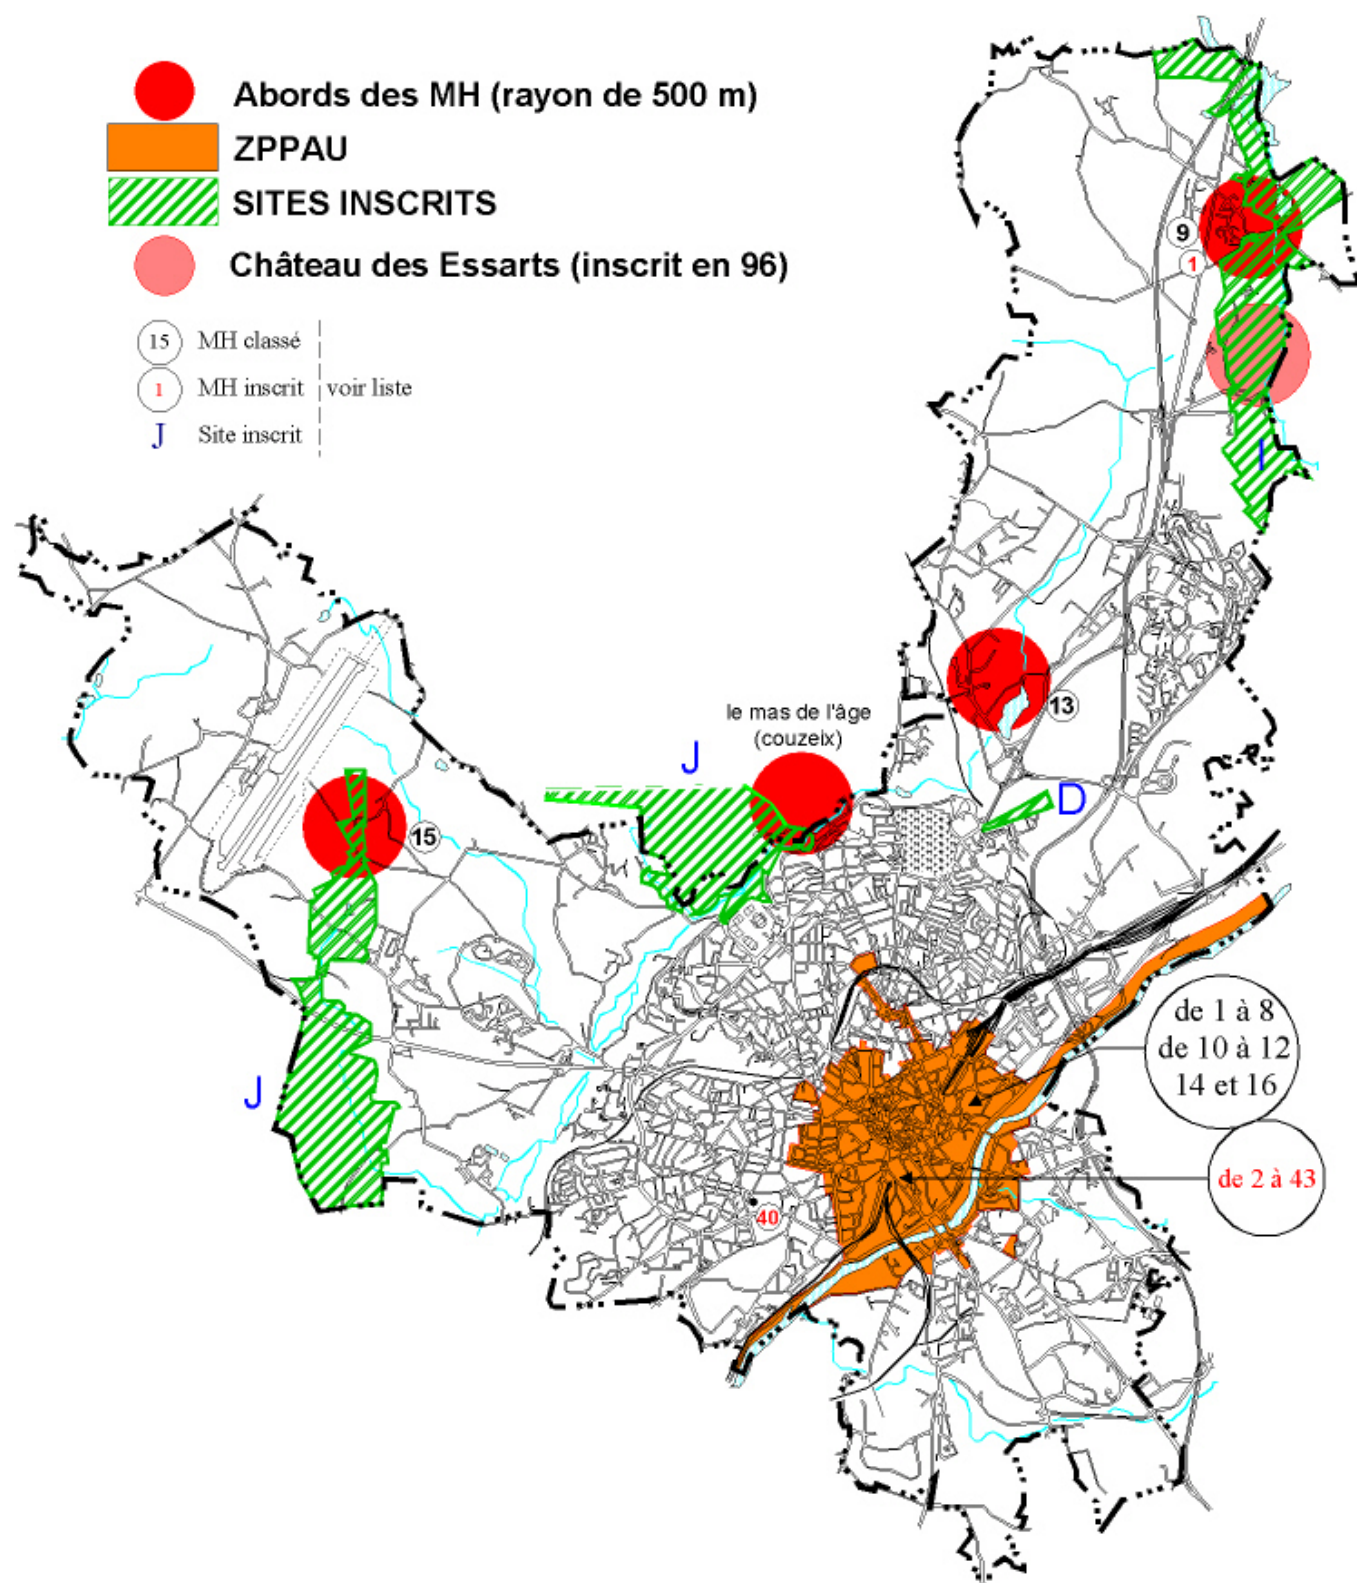 Abords des MH (rayon de 500 m)
ZPPAU
SITES INSCRITS
Château des Essarts (inscrit en 96)
15 MH classé
1 MH inscrit voir liste
J Site inscrit
9
1
I
13
le mas de l'âge
(couzeix)
J
D
15
de 1 à 8
de 10 à 12
14 et 16
J
de 2 à 43
40